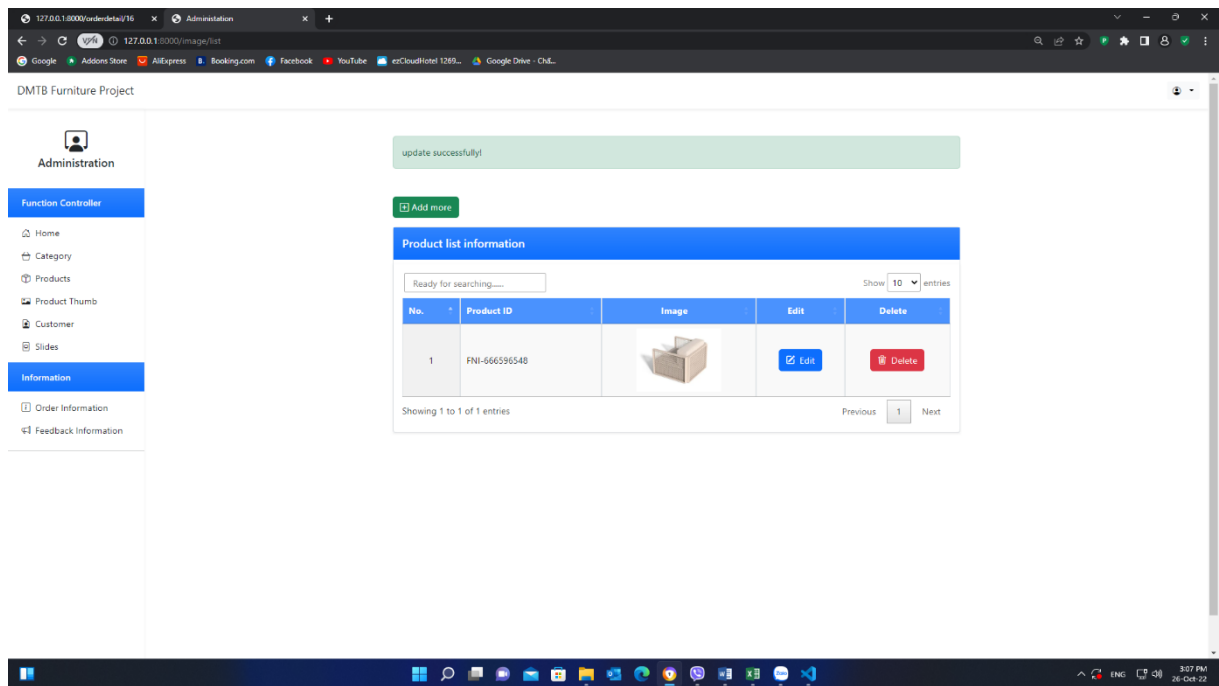 127.0.0.1:8000/orderdetail/16
Administation
VPN 127.0.0.1:8000/image/list
Google Addons Store AliExpress Booking.com Facebook YouTube ezCloudHotel 1269... Google Drive - Ch&...
DMTB Furniture Project
Administration
Function Controller
Home
Category
Products
Product Thumb
Customer
Slides
Information
Order Information
Feedback Information
update successfully!
Add more
Product list information
Ready for searching...... Show 10 entries
No. Product ID Image Edit Delete
1 FNI-666596548 Edit Delete
Showing 1 to 1 of 1 entries Previous 1 Next
ENG 3:07 PM
26-Oct-22